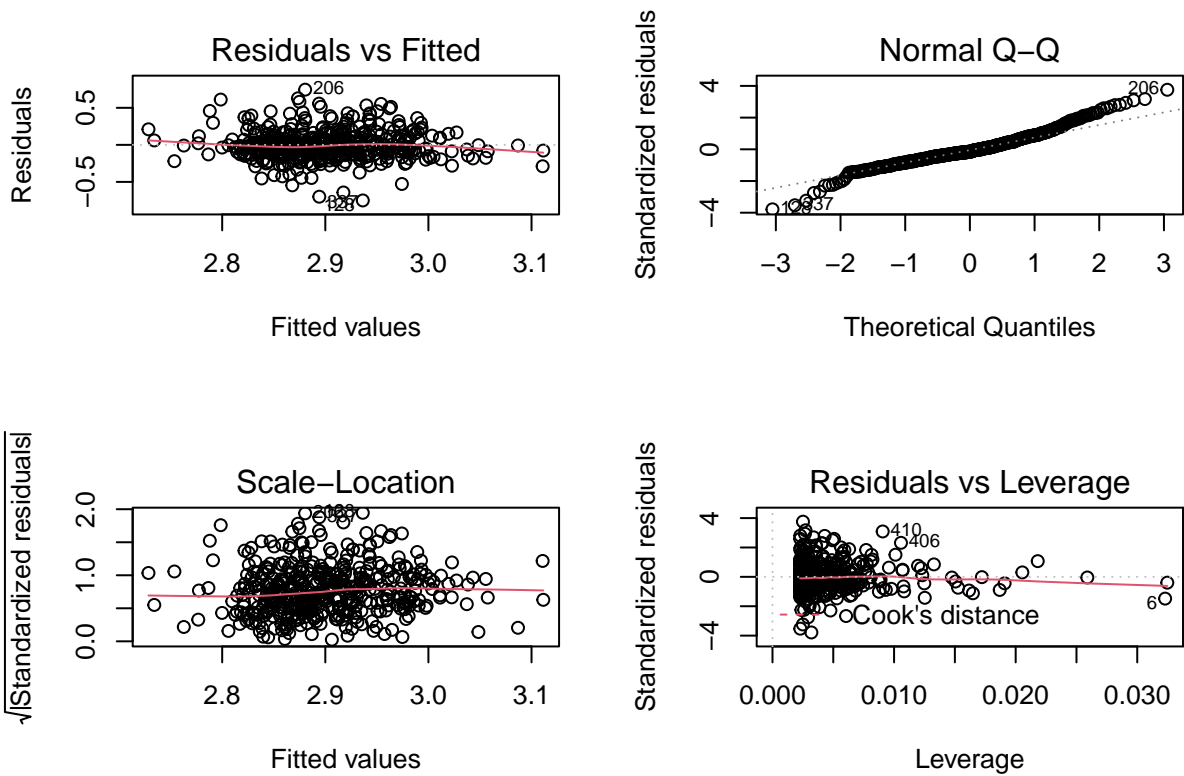 Residuals vs Fitted
Residuals
0.5
−0.5
206
2.8 2.9 3.0 3.1
Fitted values
Normal Q−Q
Standardized residuals
4
0
−4
206
−3 −2 −1 0 1 2 3
Theoretical Quantiles
Scale−Location
√|Standardized residuals|
2.0
1.0
0.0
2.8 2.9 3.0 3.1
Fitted values
Residuals vs Leverage
Standardized residuals
4
0
−4
410
406
6
Cook's distance
0.000 0.010 0.020 0.030
Leverage